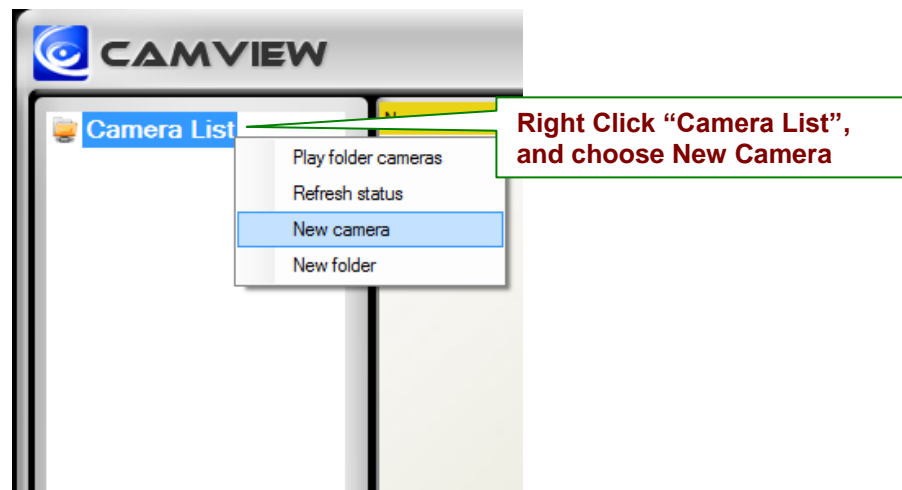 CAMVIEW
Camera List
Right Click “Camera List”,
and choose New Camera
Play folder cameras
Refresh status
New camera
New folder